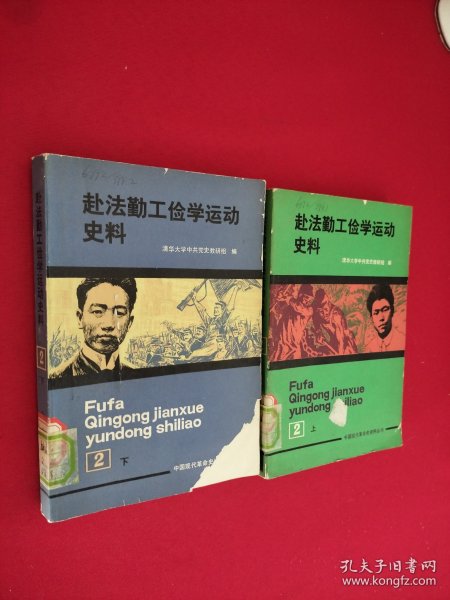 赴法勤工俭学运动史料
2
赴法勤工俭学运动
史料
清华大学中共党史教研组 编
Fufa
Qingong jianxue
yundong shiliao
2 下
中国现代革命史
赴法勤工俭学运动
史料
清华大学中共党史教研组 编
Fufa
Qingong jianxue
yundong shiliao
2 上
中国现代革命史资料丛刊
孔夫子旧书网
www.kongfz.com